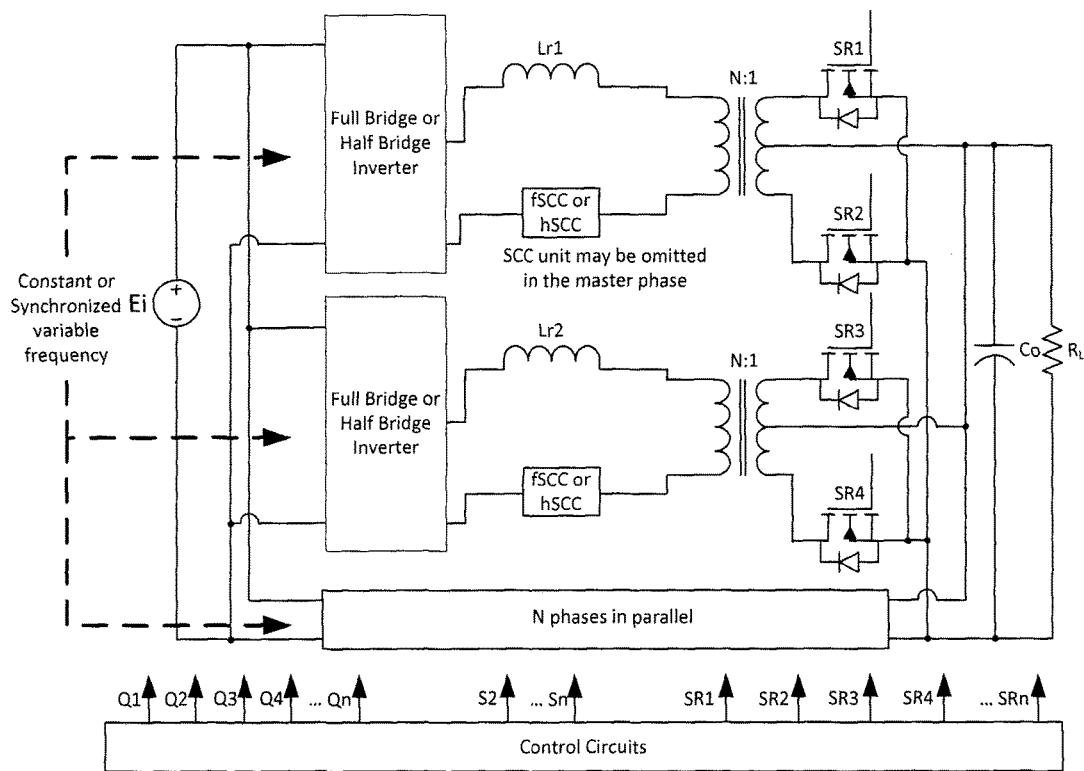 Lr1
N:1
SR1
Full Bridge or
Half Bridge
Inverter
fSCC or
hSCC
SCC unit may be omitted
in the master phase
SR2
Constant or
Synchronized
variable
frequency
Ei
+
−
Lr2
N:1
SR3
Co
RL
Full Bridge or
Half Bridge
Inverter
fSCC or
hSCC
SR4
N phases in parallel
Q1 Q2 Q3 Q4 ... Qn S2 ... Sn SR1 SR2 SR3 SR4 ... SRn
Control Circuits